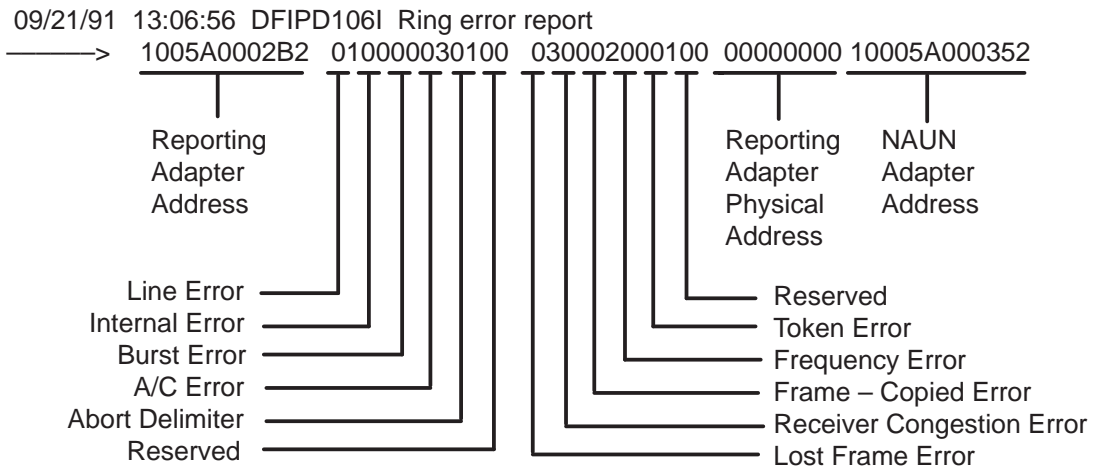 09/21/91 13:06:56 DFIPD106I Ring error report
————–> 1005A0002B2 010000030100 030002000100 00000000 10005A000352
Reporting Adapter Address
Reporting Adapter Physical Address
NAUN Adapter Address
Line Error
Internal Error
Burst Error
A/C Error
Abort Delimiter
Reserved
Reserved
Token Error
Frequency Error
Frame – Copied Error
Receiver Congestion Error
Lost Frame Error